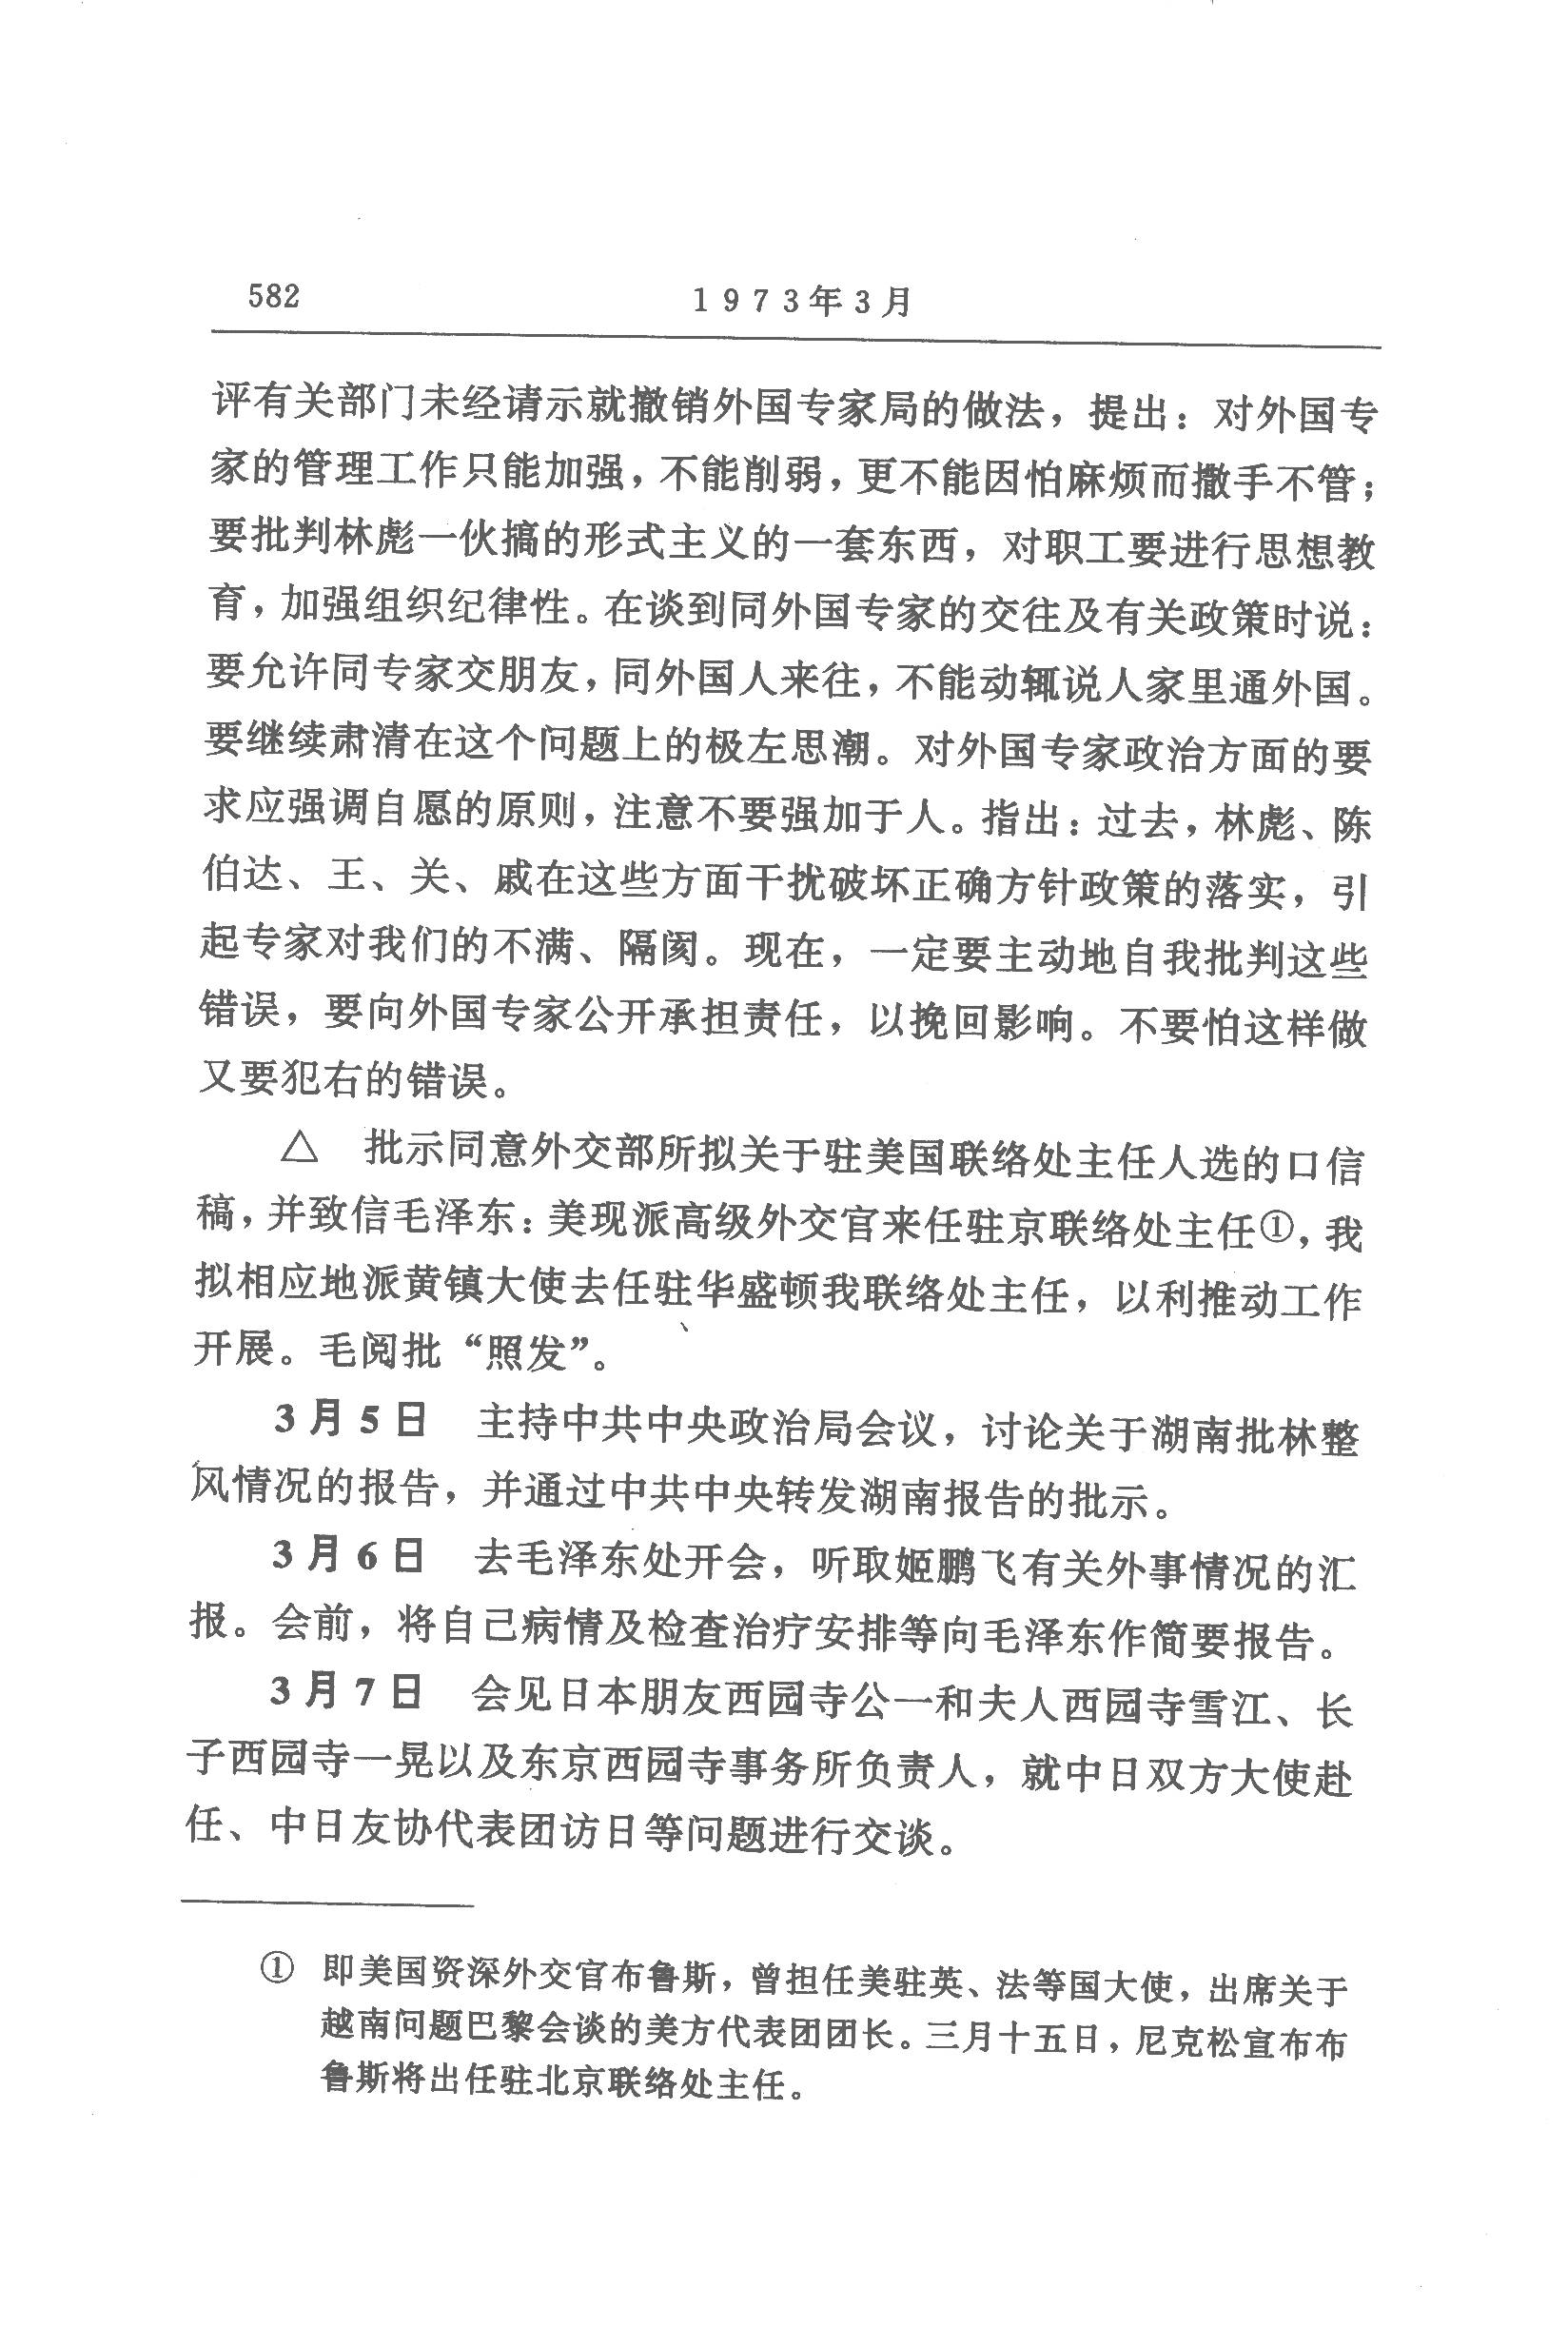 582
1973年3月
评有关部门未经请示就撤销外国专家局的做法，提出：对外国专
家的管理工作只能加强，不能削弱，更不能因怕麻烦而撒手不管；
要批判林彪一伙搞的形式主义的一套东西，对职工要进行思想教
育，加强组织纪律性。在谈到同外国专家的交往及有关政策时说：
要允许同专家交朋友，同外国人来往，不能动辄说人家里通外国。
要继续肃清在这个问题上的极左思潮。对外国专家政治方面的要
求应强调自愿的原则，注意不要强加于人。指出：过去，林彪、陈
伯达、王、关、戚在这些方面干扰破坏正确方针政策的落实，引
起专家对我们的不满、隔阂。现在，一定要主动地自我批判这些
错误，要向外国专家公开承担责任，以挽回影响。不要怕这样做
又要犯右的错误。
△　批示同意外交部所拟关于驻美国联络处主任人选的口信
稿，并致信毛泽东：美现派高级外交官来任驻京联络处主任①，我
拟相应地派黄镇大使去任驻华盛顿我联络处主任，以利推动工作
开展。毛阅批“照发”。
3月5日　主持中共中央政治局会议，讨论关于湖南批林整
风情况的报告，并通过中共中央转发湖南报告的批示。
3月6日　去毛泽东处开会，听取姬鹏飞有关外事情况的汇
报。会前，将自己病情及检查治疗安排等向毛泽东作简要报告。
3月7日　会见日本朋友西园寺公一和夫人西园寺雪江、长
子西园寺一晃以及东京西园寺事务所负责人，就中日双方大使赴
任、中日友协代表团访日等问题进行交谈。
①　即美国资深外交官布鲁斯，曾担任美驻英、法等国大使，出席关于
越南问题巴黎会谈的美方代表团团长。三月十五日，尼克松宣布布
鲁斯将出任驻北京联络处主任。